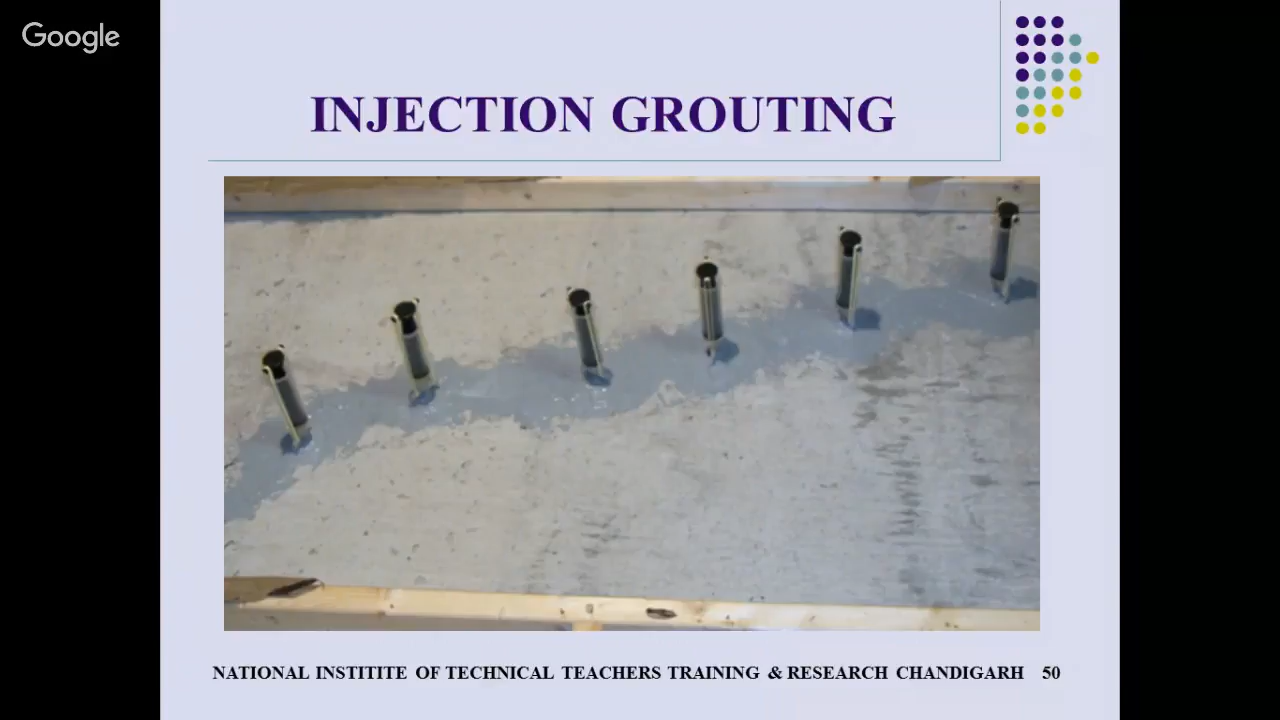 Google
INJECTION GROUTING
NATIONAL INSTITITE OF TECHNICAL TEACHERS TRAINING & RESEARCH CHANDIGARH 50